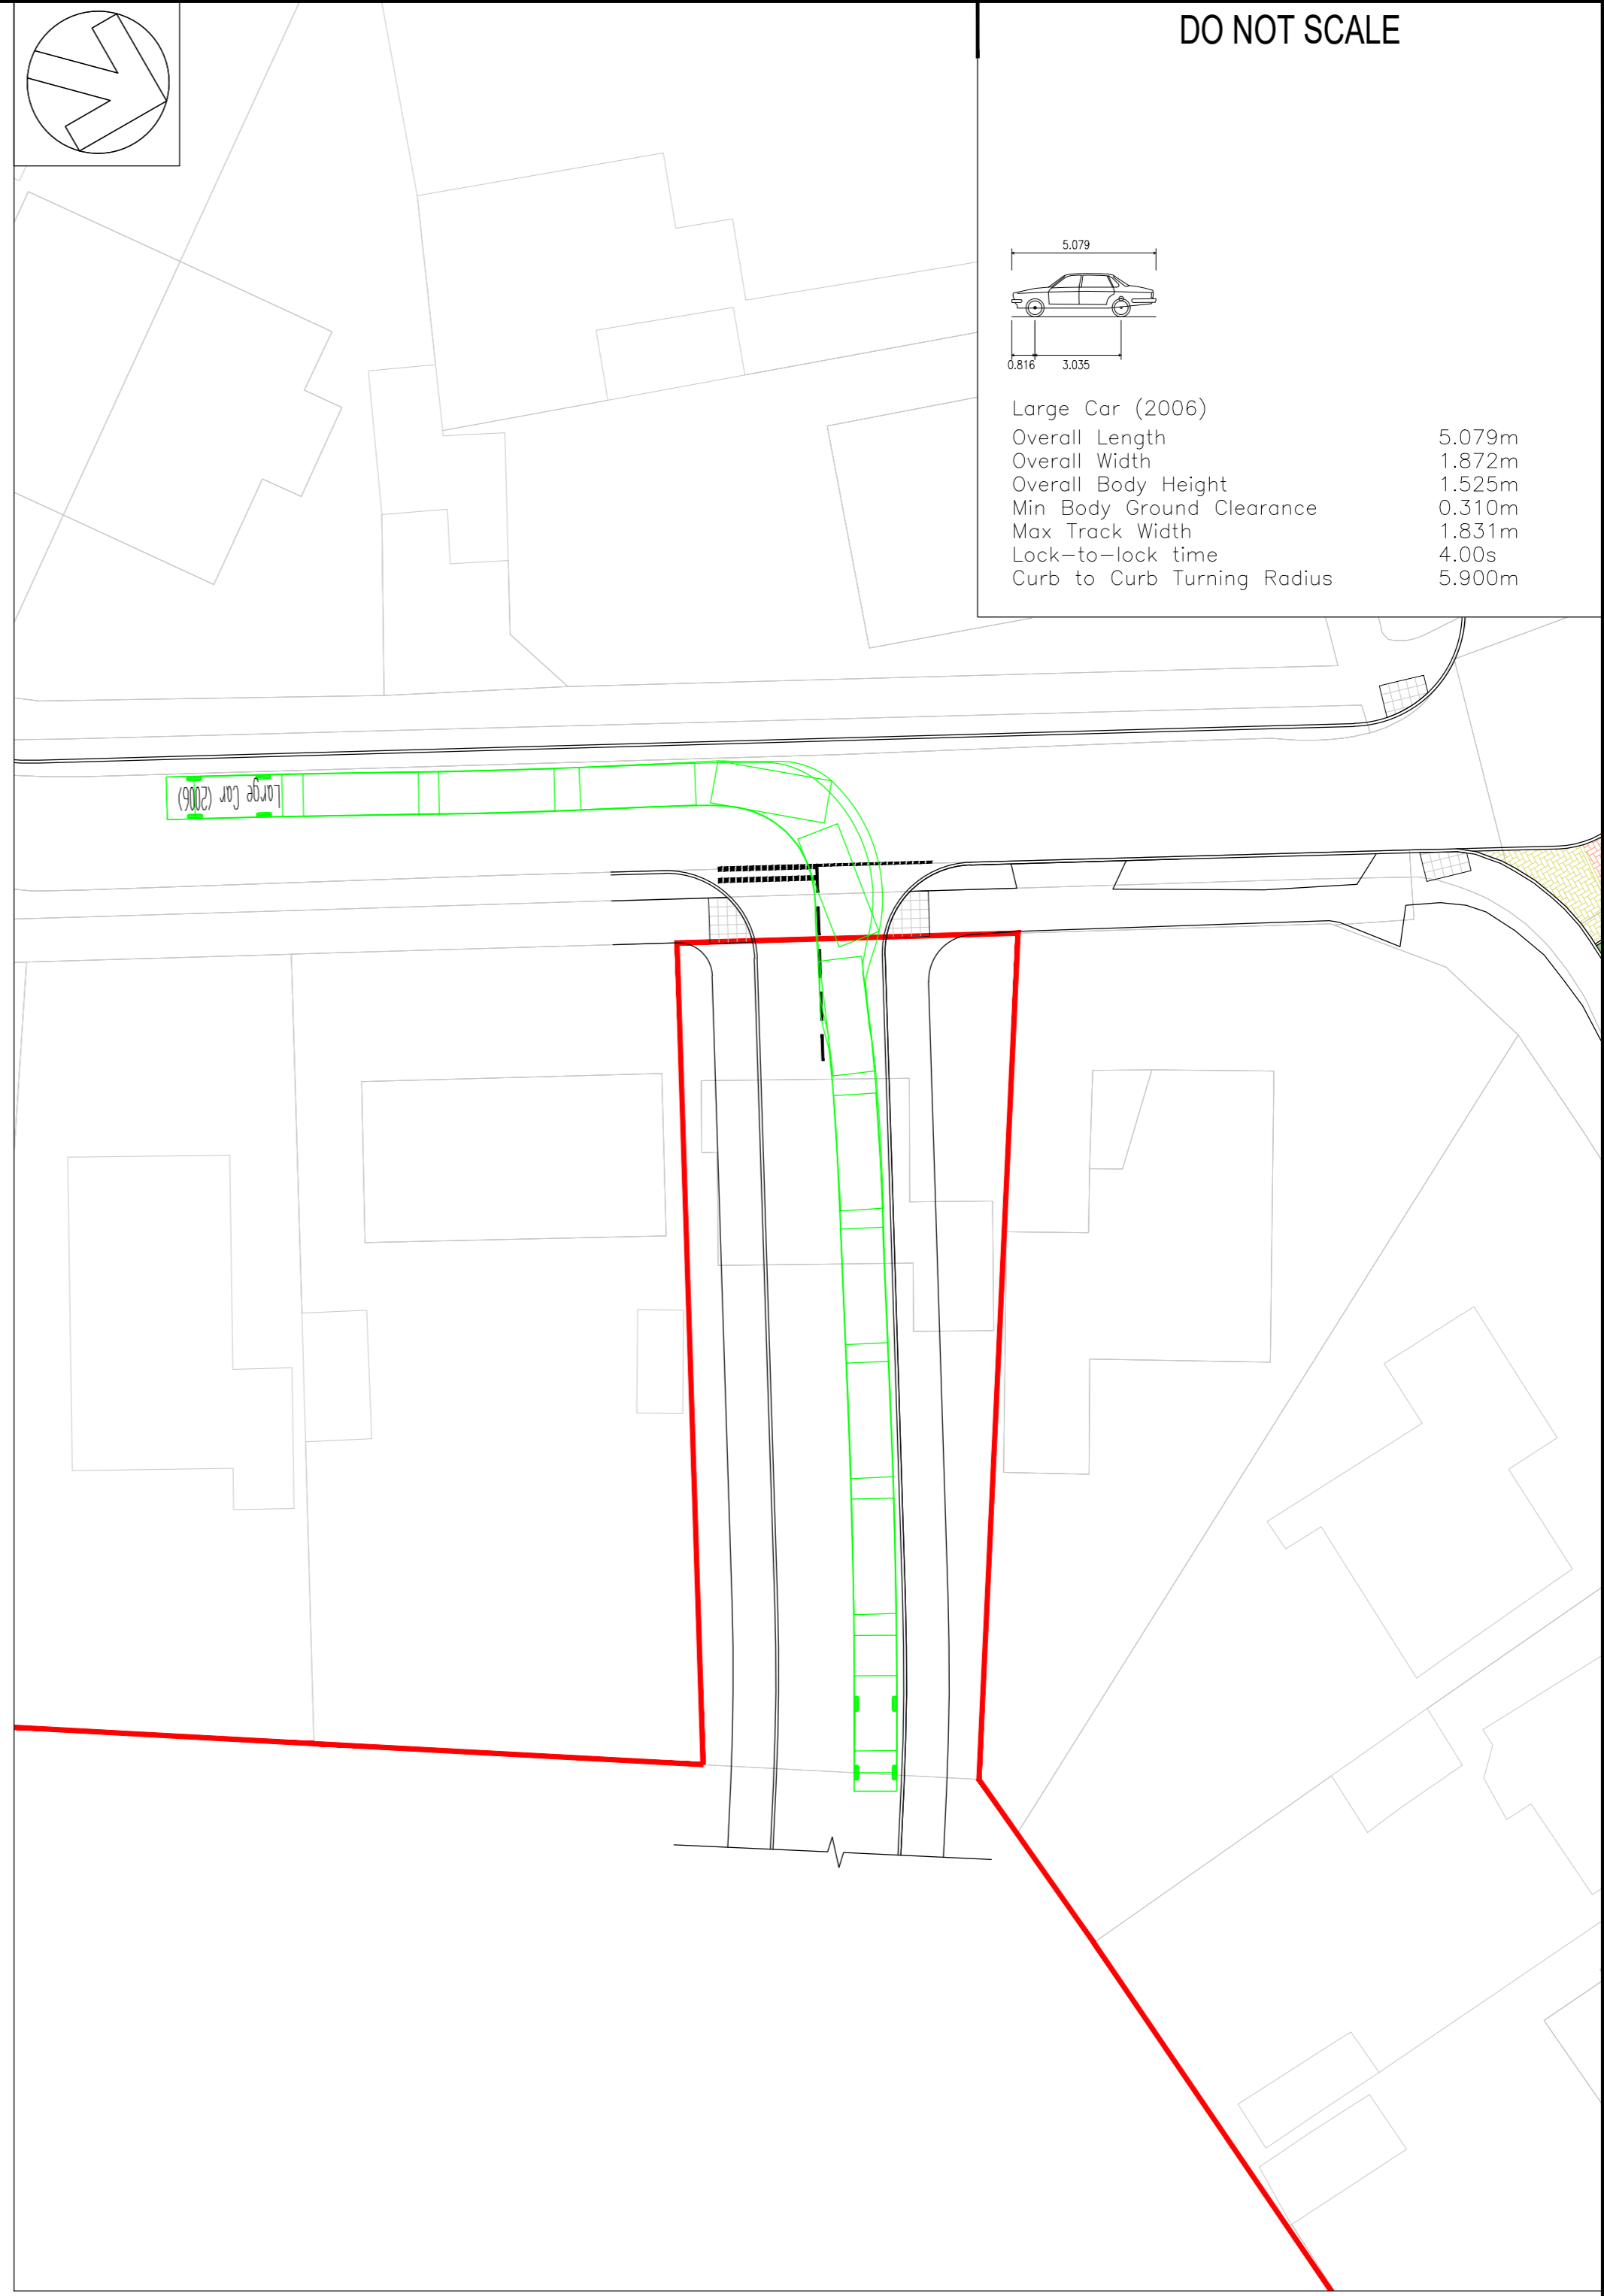 DO NOT SCALE
5.079
0.816 3.035
Large Car (2006)
Overall Length 5.079m
Overall Width 1.872m
Overall Body Height 1.525m
Min Body Ground Clearance 0.310m
Max Track Width 1.831m
Lock-to-lock time 4.00s
Curb to Curb Turning Radius 5.900m
Large Car (2006)